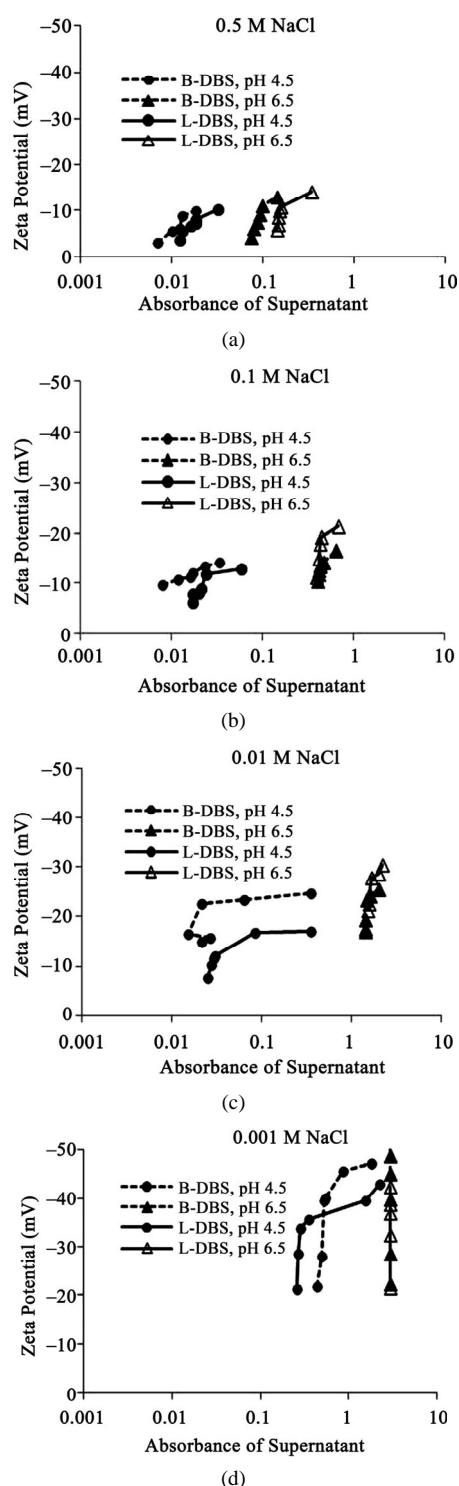 0.5 M NaCl
−50
−40
−30
−20
−10
0
Zeta Potential (mV)
B-DBS, pH 4.5
B-DBS, pH 6.5
L-DBS, pH 4.5
L-DBS, pH 6.5
0.001 0.01 0.1 1 10
Absorbance of Supernatant
(a)
0.1 M NaCl
−50
−40
−30
−20
−10
0
Zeta Potential (mV)
B-DBS, pH 4.5
B-DBS, pH 6.5
L-DBS, pH 4.5
L-DBS, pH 6.5
0.001 0.01 0.1 1 10
Absorbance of Supernatant
(b)
0.01 M NaCl
−50
−40
−30
−20
−10
0
Zeta Potential (mV)
B-DBS, pH 4.5
B-DBS, pH 6.5
L-DBS, pH 4.5
L-DBS, pH 6.5
0.001 0.01 0.1 1 10
Absorbance of Supernatant
(c)
0.001 M NaCl
−50
−40
−30
−20
−10
0
Zeta Potential (mV)
B-DBS, pH 4.5
B-DBS, pH 6.5
L-DBS, pH 4.5
L-DBS, pH 6.5
0.001 0.01 0.1 1 10
Absorbance of Supernatant
(d)